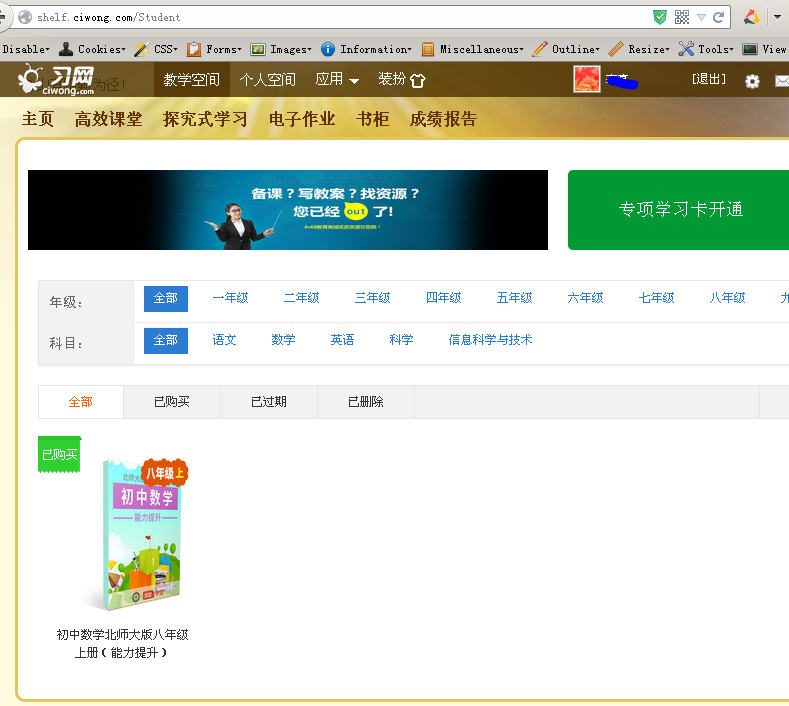 shelf.ciwong.com/Student
Disable▾ Cookies▾ CSS▾ Forms▾ Images▾ Information▾ Miscellaneous▾ Outline▾ Resize▾ Tools▾ View
习网 ciwong.com 为径！ 教学空间 个人空间 应用 装扮 [退出]
主页 高效课堂 探究式学习 电子作业 书柜 成绩报告
备课？写教案？找资源？
您已经 out 了!
专项学习卡开通
年级： 全部 一年级 二年级 三年级 四年级 五年级 六年级 七年级 八年级 九
科目： 全部 语文 数学 英语 科学 信息科学与技术
全部 已购买 已过期 已删除
已购买
八年级上
北师大版
初中数学
能力提升
初中数学北师大版八年级
上册（能力提升）